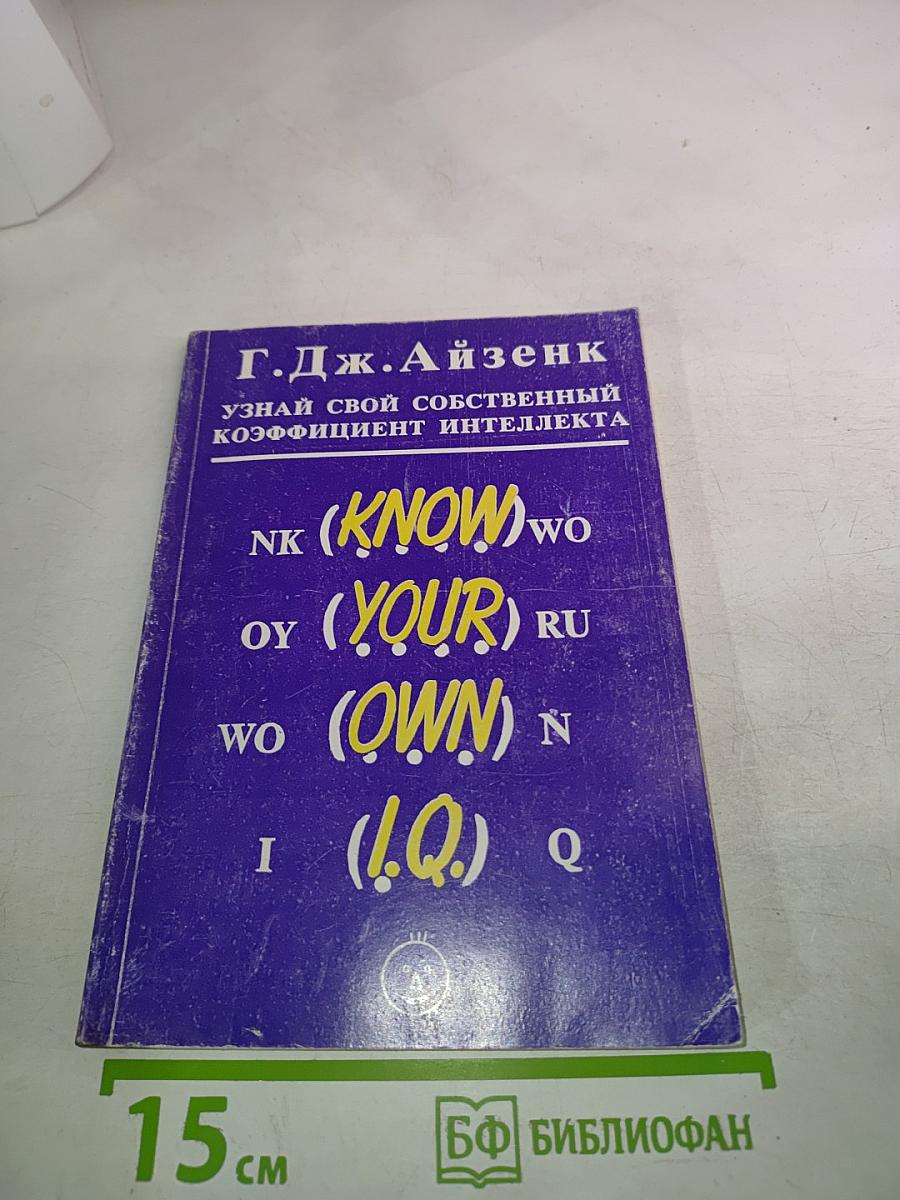 Г.Дж.Айзенк
УЗНАЙ СВОЙ СОБСТВЕННЫЙ
КОЭФФИЦИЕНТ ИНТЕЛЛЕКТА
NK (KNOW) WO
OY (YOUR) RU
WO (OWN) N
I (I.Q.) Q
15 см
БФ БИБЛИОФАН